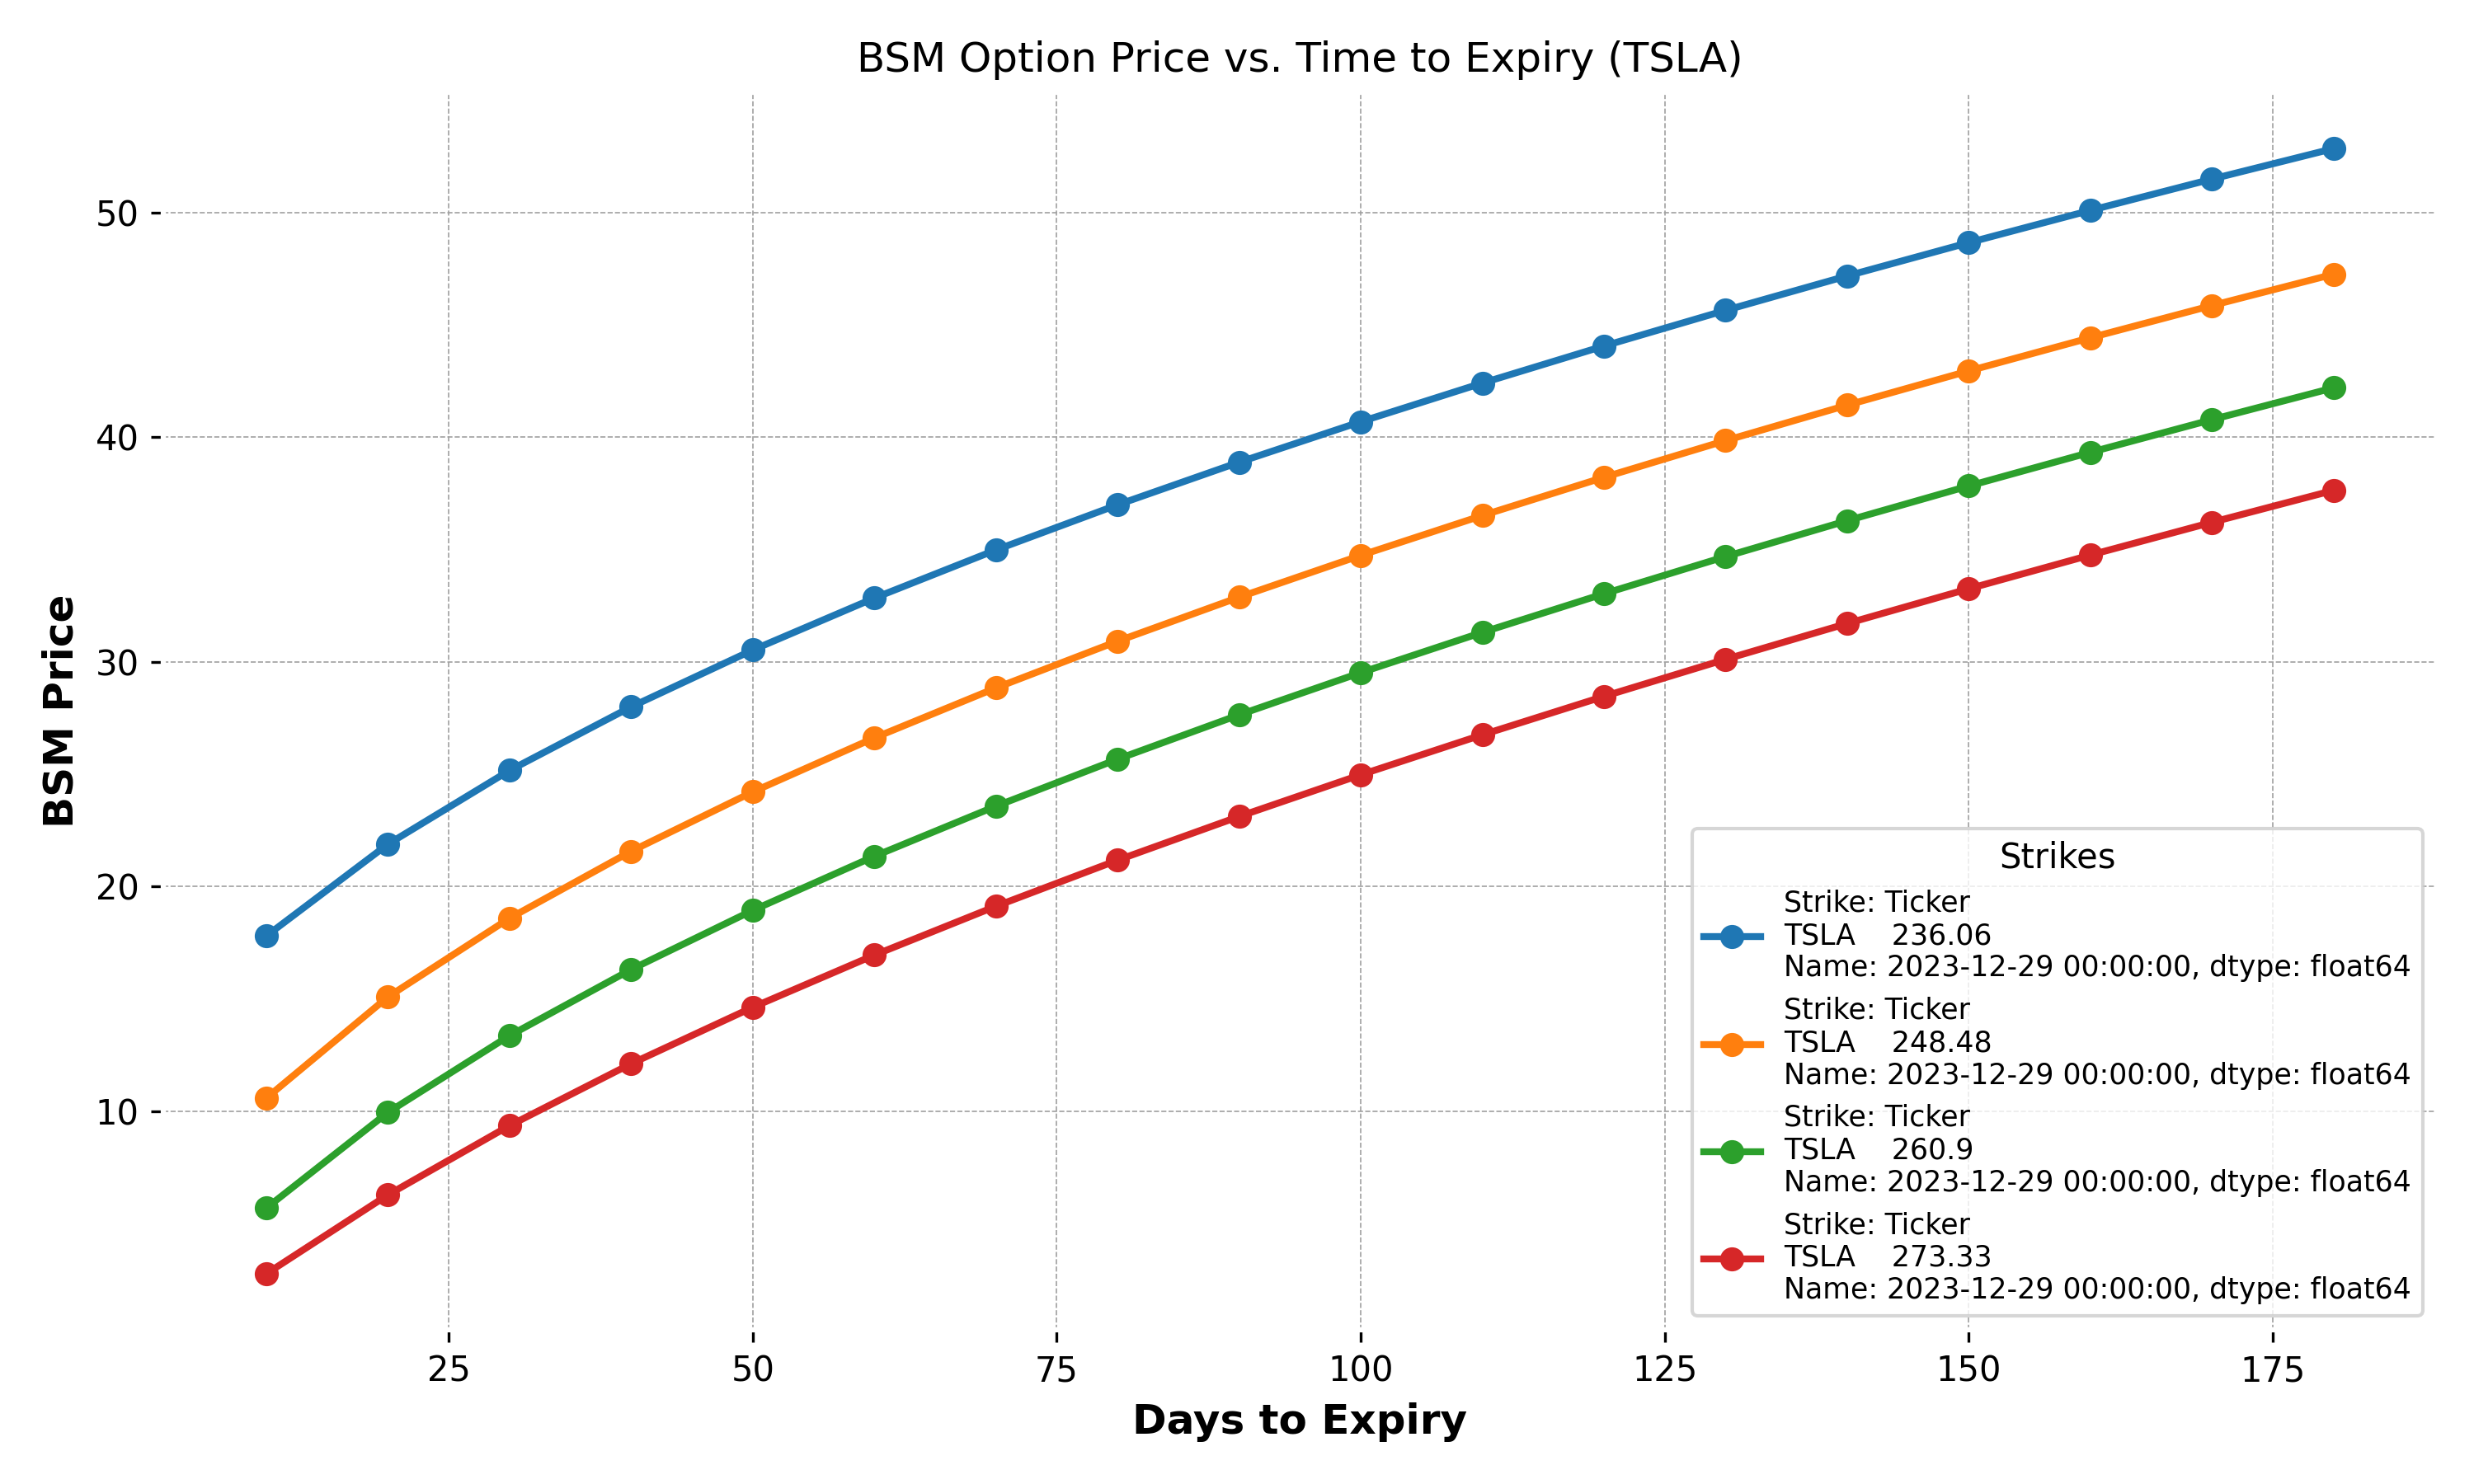 BSM Option Price vs. Time to Expiry (TSLA)
50
40
30
20
10
BSM Price
Strikes
Strike: Ticker
TSLA    236.06
Name: 2023-12-29 00:00:00, dtype: float64
Strike: Ticker
TSLA    248.48
Name: 2023-12-29 00:00:00, dtype: float64
Strike: Ticker
TSLA    260.9
Name: 2023-12-29 00:00:00, dtype: float64
Strike: Ticker
TSLA    273.33
Name: 2023-12-29 00:00:00, dtype: float64
25 50 75 100 125 150 175
Days to Expiry